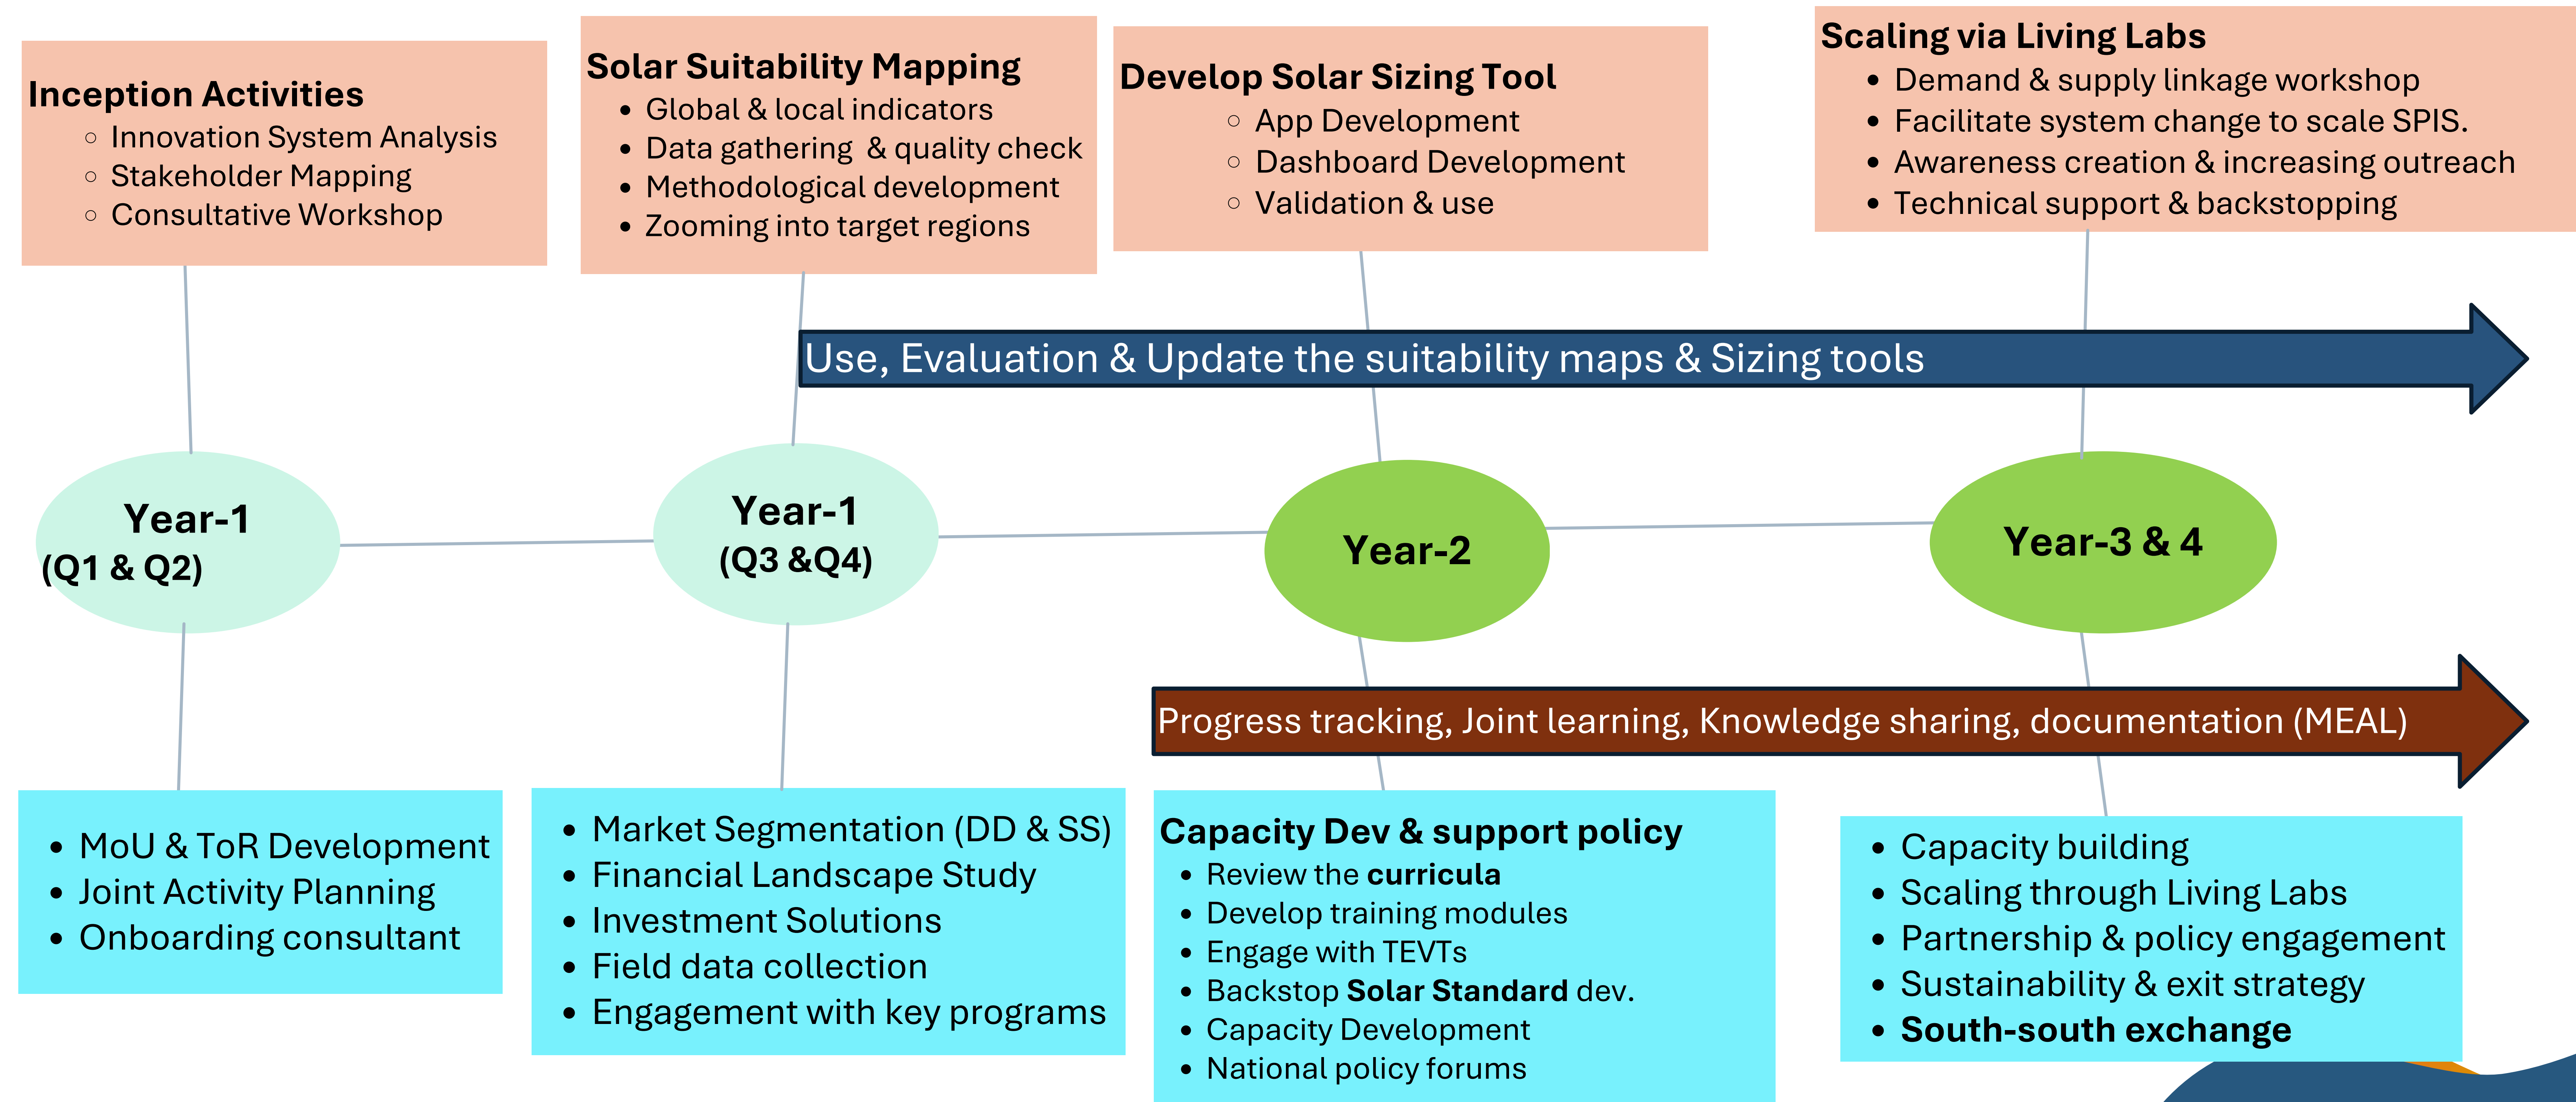 Inception Activities
○ Innovation System Analysis
○ Stakeholder Mapping
○ Consultative Workshop
Solar Suitability Mapping
• Global & local indicators
• Data gathering & quality check
• Methodological development
• Zooming into target regions
Develop Solar Sizing Tool
○ App Development
○ Dashboard Development
○ Validation & use
Scaling via Living Labs
• Demand & supply linkage workshop
• Facilitate system change to scale SPIS.
• Awareness creation & increasing outreach
• Technical support & backstopping
Use, Evaluation & Update the suitability maps & Sizing tools
Year-1
(Q1 & Q2)
Year-1
(Q3 &Q4)
Year-2
Year-3 & 4
Progress tracking, Joint learning, Knowledge sharing, documentation (MEAL)
• MoU & ToR Development
• Joint Activity Planning
• Onboarding consultant
• Market Segmentation (DD & SS)
• Financial Landscape Study
• Investment Solutions
• Field data collection
• Engagement with key programs
Capacity Dev & support policy
• Review the curricula
• Develop training modules
• Engage with TEVTs
• Backstop Solar Standard dev.
• Capacity Development
• National policy forums
• Capacity building
• Scaling through Living Labs
• Partnership & policy engagement
• Sustainability & exit strategy
• South-south exchange